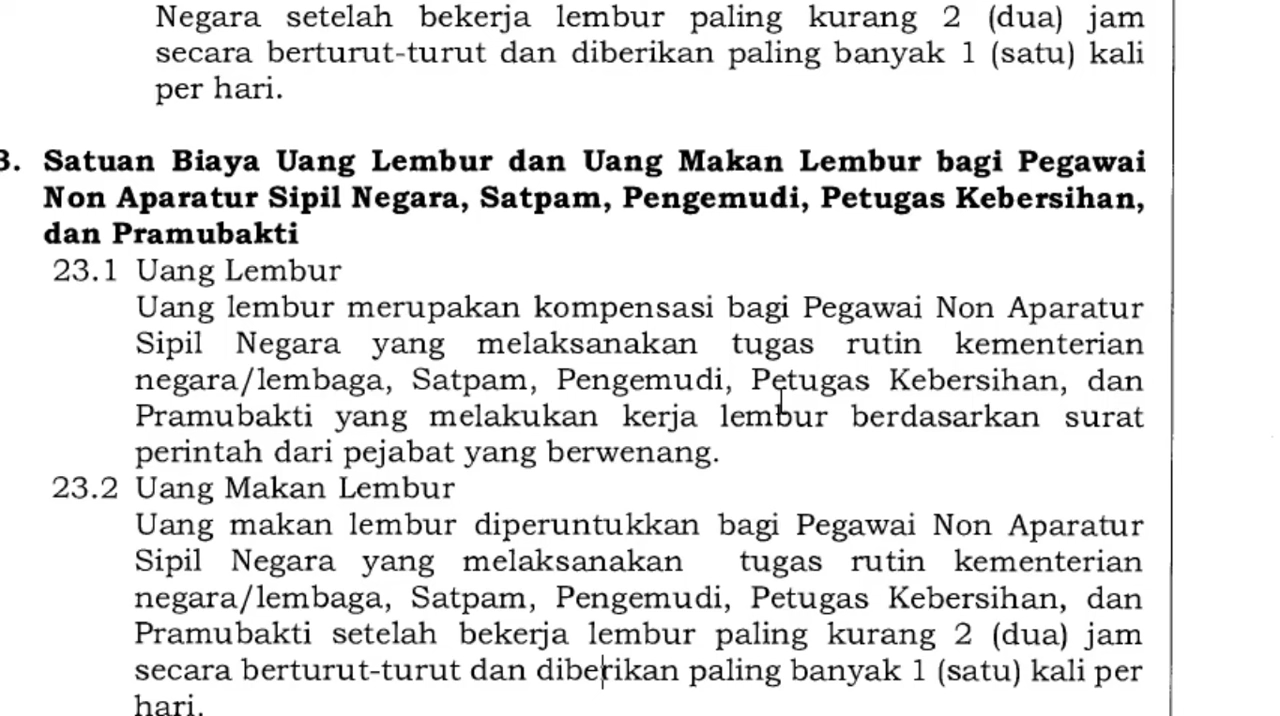 Negara setelah bekerja lembur paling kurang 2 (dua) jam
secara berturut-turut dan diberikan paling banyak 1 (satu) kali
per hari.
3. Satuan Biaya Uang Lembur dan Uang Makan Lembur bagi Pegawai
Non Aparatur Sipil Negara, Satpam, Pengemudi, Petugas Kebersihan,
dan Pramubakti
23.1 Uang Lembur
Uang lembur merupakan kompensasi bagi Pegawai Non Aparatur
Sipil Negara yang melaksanakan tugas rutin kementerian
negara/lembaga, Satpam, Pengemudi, Petugas Kebersihan, dan
Pramubakti yang melakukan kerja lembur berdasarkan surat
perintah dari pejabat yang berwenang.
23.2 Uang Makan Lembur
Uang makan lembur diperuntukkan bagi Pegawai Non Aparatur
Sipil Negara yang melaksanakan tugas rutin kementerian
negara/lembaga, Satpam, Pengemudi, Petugas Kebersihan, dan
Pramubakti setelah bekerja lembur paling kurang 2 (dua) jam
secara berturut-turut dan diberikan paling banyak 1 (satu) kali per
hari.